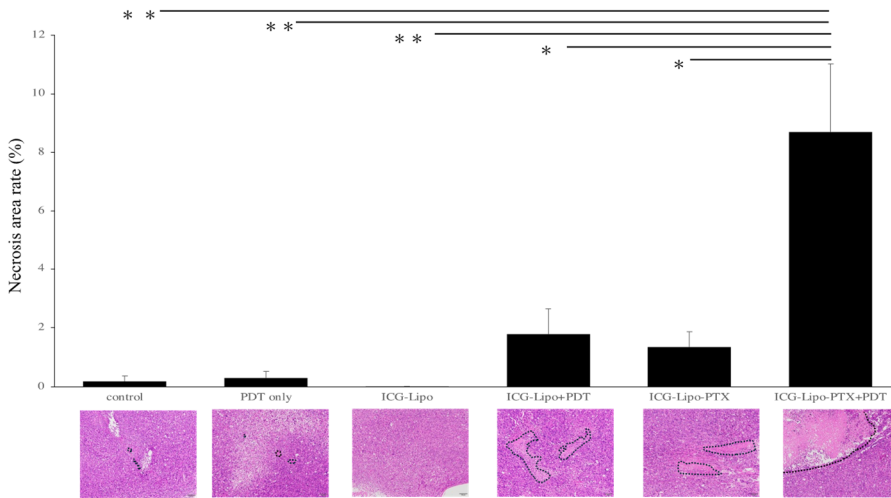 * *
* *
* *
*
*
Necrosis area rate (%)
12
10
8
6
4
2
0
control
PDT only
ICG-Lipo
ICG-Lipo+PDT
ICG-Lipo-PTX
ICG-Lipo-PTX+PDT